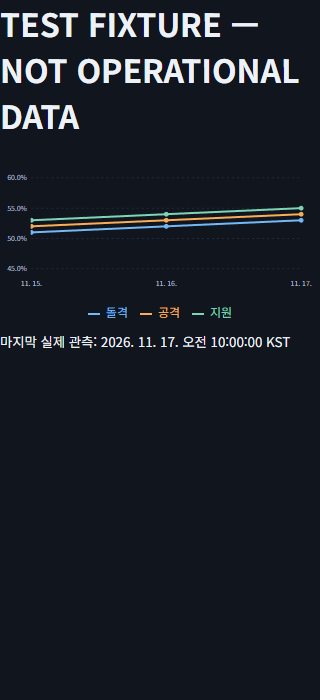 TEST FIXTURE —
NOT OPERATIONAL
DATA
60.0%
55.0%
50.0%
45.0%
11. 15.
11. 16.
11. 17.
돌격
공격
지원
마지막 실제 관측: 2026. 11. 17. 오전 10:00:00 KST